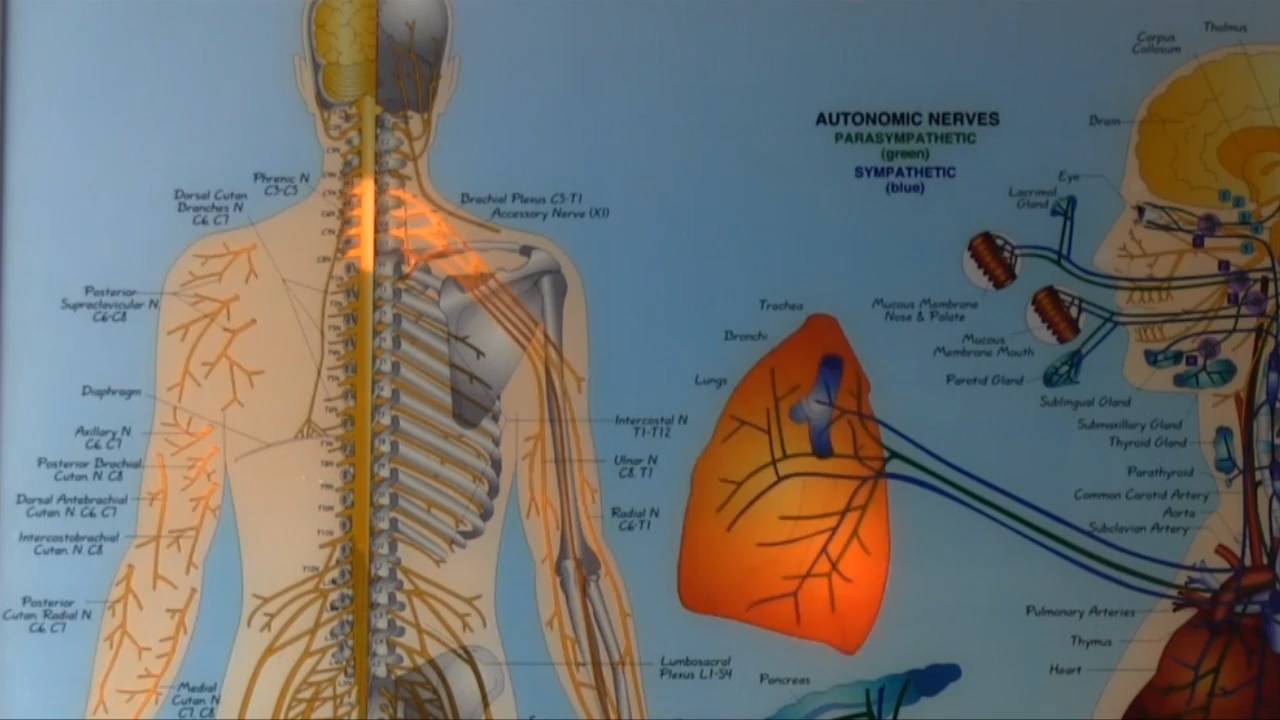 Thalmus
Corpus
Callosum
AUTONOMIC NERVES
PARASYMPATHETIC
(green)
SYMPATHETIC
(blue)
Brain
Eye
Lacrimal
Gland
Phrenic N
C3-C5
Dorsal Cutan
Branches N
C6, C7
Brachial Plexus C5-T1
Accessory Nerve (XI)
Posterior
Supraclavicular N
C6-C8
Mucous Membrane
Nose & Palate
Trachea
Bronchi
Lungs
Mucous
Membrane Mouth
Parotid Gland
Sublingual Gland
Submaxillary Gland
Thyroid Gland
Parathyroid
Common Carotid Artery
Aorta
Subclavian Artery
Diaphragm
Axillary N
C6, C7
Posterior Brachial
Cutan N. C8
Dorsal Antebrachial
Cutan N. C6, C7
Intercostobrachial
Cutan N. C8
Intercostal N
T1-T12
Ulnar N
C8, T1
Radial N
C6-T1
Posterior
Cutan Radial N
C6, C7
Medial
Cutan N
C7, C8
Lumbosacral
Plexus L1-S4
Pancreas
Pulmonary Arteries
Thymus
Heart